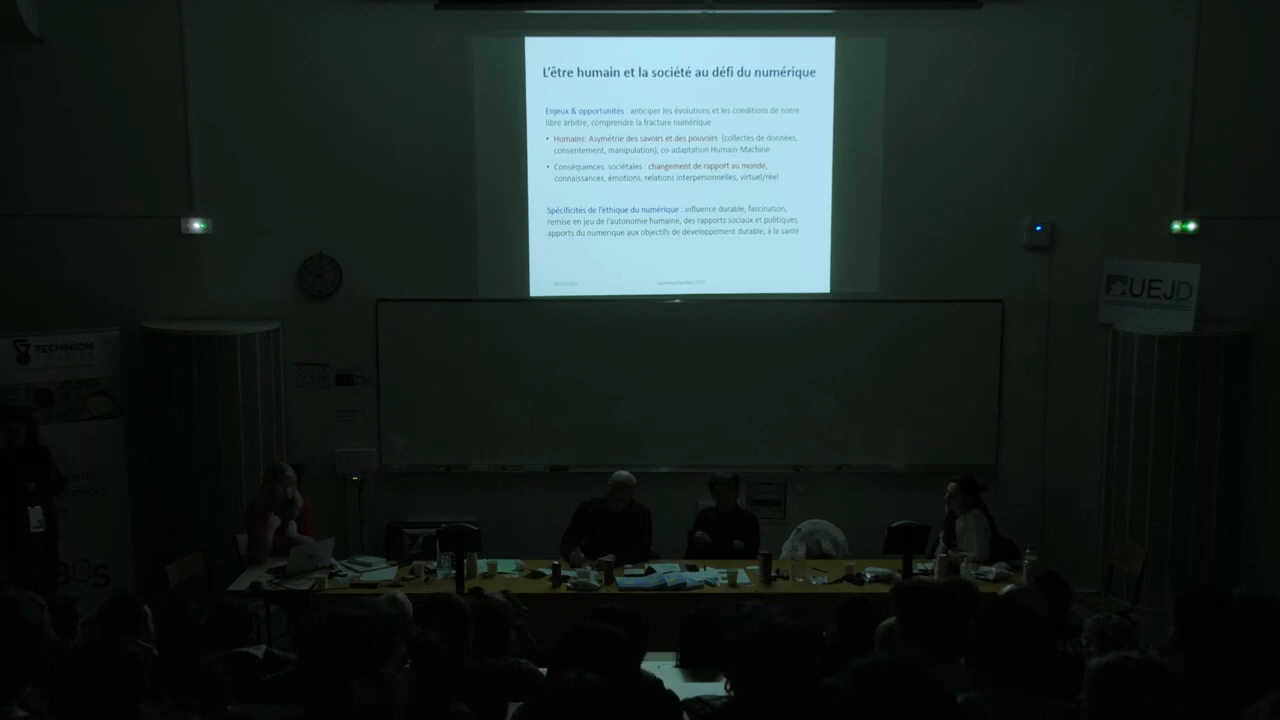 L'être humain et la société au défi du numérique
Enjeux & opportunités : anticiper les évolutions et les conditions de notre
libre arbitre, comprendre la fracture numérique
• Humains: Asymétrie des savoirs et des pouvoirs (collectes de données,
consentement, manipulation), co-adaptation Humain-Machine
• Conséquences sociétales : changement de rapport au monde,
connaissances, émotions, relations interpersonnelles, virtuel/réel
Spécificités de l'éthique du numérique : influence durable, fascination,
remise en jeu de l'autonomie humaine, des rapports sociaux et politiques,
apports du numérique aux objectifs de développement durable, à la santé
UEJD
TECHNION